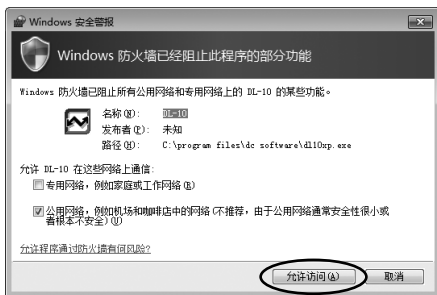 Windows 安全警报
Windows 防火墙已经阻止此程序的部分功能
Windows 防火墙已阻止所有公用网络和专用网络上的 DL-10 的某些功能。
名称(N): DL-10
发布者(P): 未知
路径(H): C:\program files\dc software\dl10xp.exe
允许 DL-10 在这些网络上通信:
专用网络，例如家庭或工作网络(R)
公用网络，例如机场和咖啡店中的网络(不推荐，由于公用网络通常安全性很小或
者根本不安全)(U)
允许程序通过防火墙有何风险?
允许访问(A) 取消